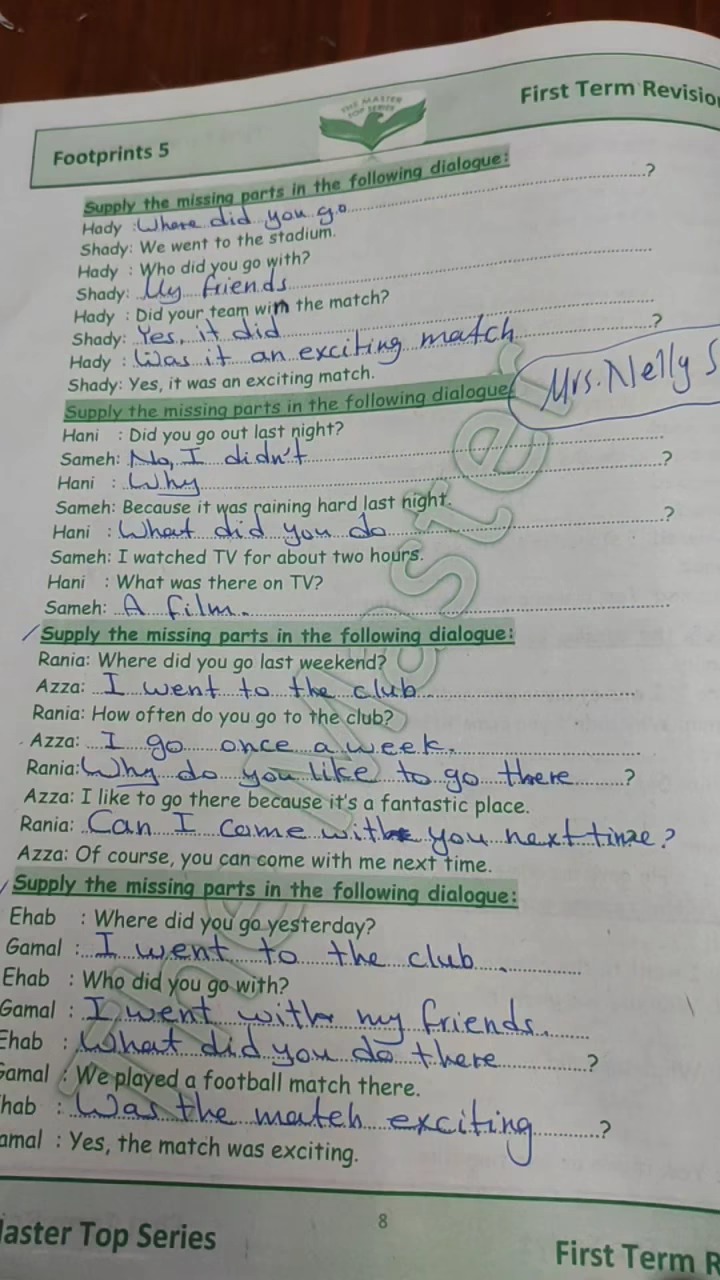 THE MASTER
TOP SERIES
First Term Revisio
Footprints 5
Supply the missing parts in the following dialogue:
Hady : Where did you go ?
Shady: We went to the stadium.
Hady : Who did you go with?
Shady: My friends
Hady : Did your team win the match?
Shady: Yes, it did
Hady : Was it an exciting match ?
Shady: Yes, it was an exciting match.
Mrs. Nelly S
Supply the missing parts in the following dialogue
Hani : Did you go out last night?
Sameh: No, I didn't
Hani : Why ?
Sameh: Because it was raining hard last night.
Hani : What did you do ?
Sameh: I watched TV for about two hours.
Hani : What was there on TV?
Sameh: A film.
Supply the missing parts in the following dialogue:
Rania: Where did you go last weekend?
Azza: I went to the club
Rania: How often do you go to the club?
Azza: I go once a week.
Rania: Why do you like to go there ?
Azza: I like to go there because it's a fantastic place.
Rania: Can I come with you next time?
Azza: Of course, you can come with me next time.
Supply the missing parts in the following dialogue:
Ehab : Where did you go yesterday?
Gamal : I went to the club.
Ehab : Who did you go with?
Gamal : I went with my friends.
Ehab : What did you do there ?
Gamal : We played a football match there.
hab : Was the match exciting ?
amal : Yes, the match was exciting.
The Master
8
Master Top Series
First Term R